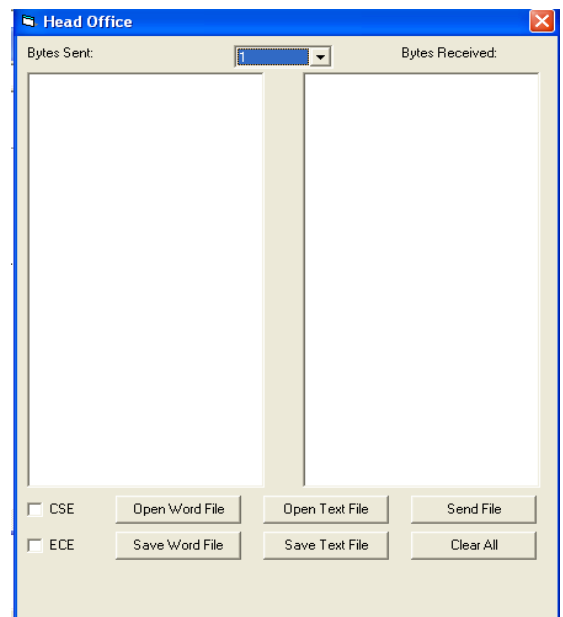 Head Office
Bytes Sent: 1 Bytes Received:
CSE Open Word File Open Text File Send File
ECE Save Word File Save Text File Clear All